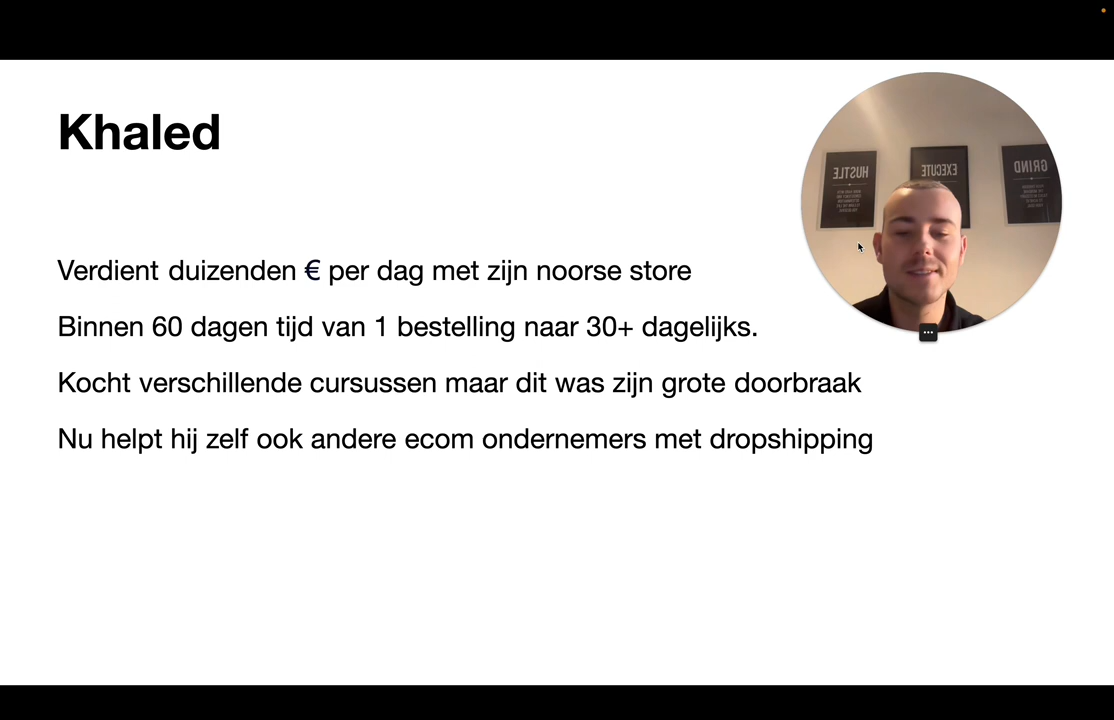 Khaled
HUSTLE
EXECUTE
GRIND
Verdient duizenden € per dag met zijn noorse store
Binnen 60 dagen tijd van 1 bestelling naar 30+ dagelijks.
Kocht verschillende cursussen maar dit was zijn grote doorbraak
Nu helpt hij zelf ook andere ecom ondernemers met dropshipping